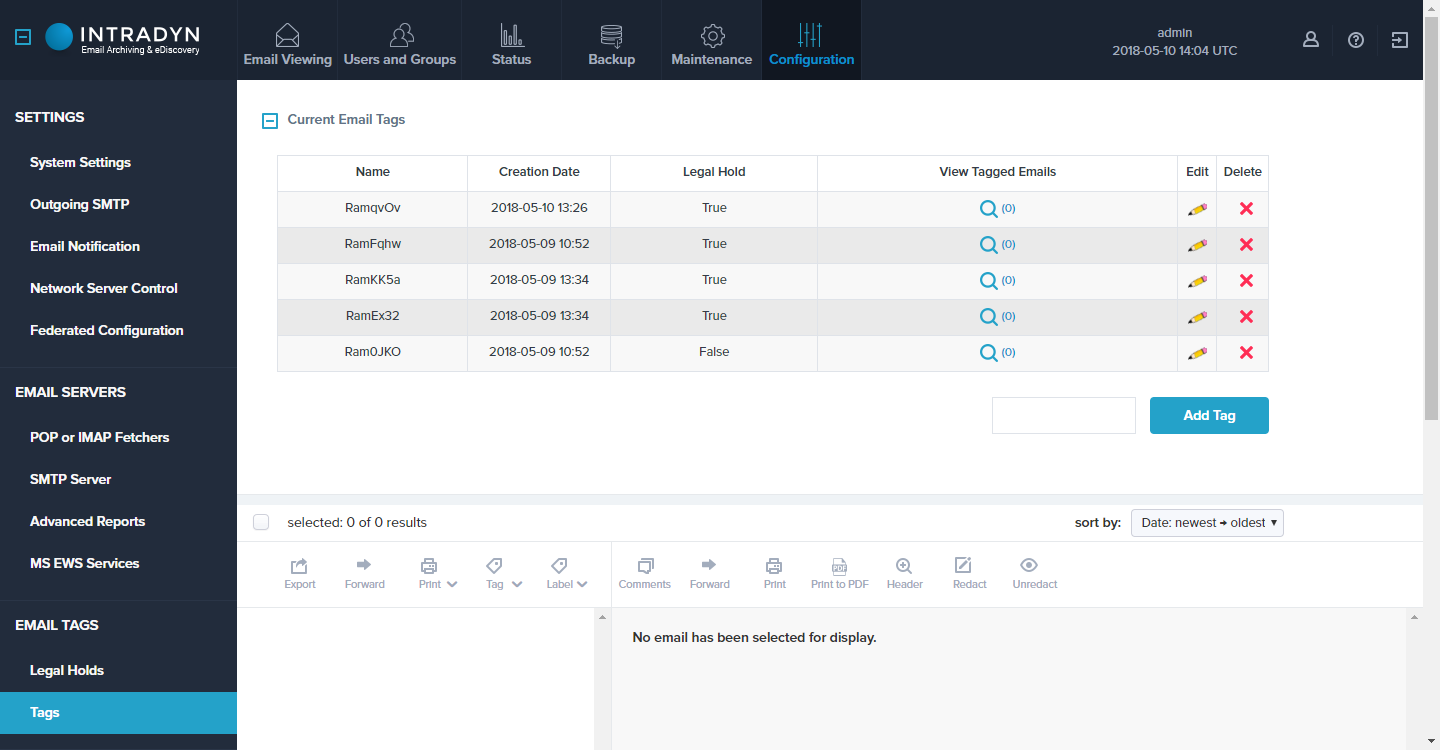 INTRADYN
Email Archiving & eDiscovery
Email Viewing
Users and Groups
Status
Backup
Maintenance
Configuration
admin
2018-05-10 14:04 UTC
SETTINGS
System Settings
Outgoing SMTP
Email Notification
Network Server Control
Federated Configuration
EMAIL SERVERS
POP or IMAP Fetchers
SMTP Server
Advanced Reports
MS EWS Services
EMAIL TAGS
Legal Holds
Tags
Current Email Tags
Name Creation Date Legal Hold View Tagged Emails Edit Delete
RamqvOv 2018-05-10 13:26 True (0)
RamFqhw 2018-05-09 10:52 True (0)
RamKK5a 2018-05-09 13:34 True (0)
RamEx32 2018-05-09 13:34 True (0)
Ram0JKO 2018-05-09 10:52 False (0)
Add Tag
selected: 0 of 0 results
sort by: Date: newest → oldest
Export Forward Print Tag Label
Comments Forward Print PDF Print to PDF Header Redact Unredact
No email has been selected for display.